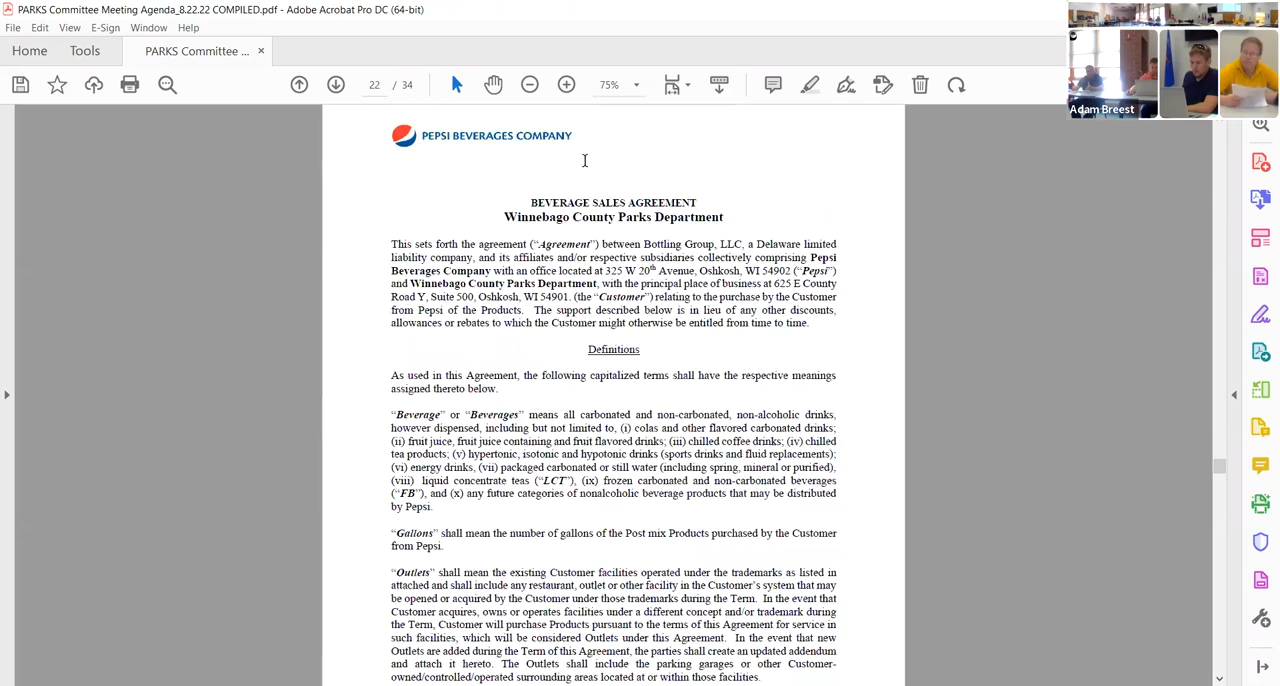 PARKS Committee Meeting Agenda_8.22.22 COMPILED.pdf - Adobe Acrobat Pro DC (64-bit)
File Edit View E-Sign Window Help
Home Tools PARKS Committee ... ×
22 / 34 75%
Adam Breest
PEPSI BEVERAGES COMPANY
BEVERAGE SALES AGREEMENT
Winnebago County Parks Department
This sets forth the agreement (“Agreement”) between Bottling Group, LLC, a Delaware limited
liability company, and its affiliates and/or respective subsidiaries collectively comprising Pepsi
Beverages Company with an office located at 325 W 20th Avenue, Oshkosh, WI 54902 (“Pepsi”)
and Winnebago County Parks Department, with the principal place of business at 625 E County
Road Y, Suite 500, Oshkosh, WI 54901. (the “Customer”) relating to the purchase by the Customer
from Pepsi of the Products. The support described below is in lieu of any other discounts,
allowances or rebates to which the Customer might otherwise be entitled from time to time.
Definitions
As used in this Agreement, the following capitalized terms shall have the respective meanings
assigned thereto below.
“Beverage” or “Beverages” means all carbonated and non-carbonated, non-alcoholic drinks,
however dispensed, including but not limited to, (i) colas and other flavored carbonated drinks;
(ii) fruit juice, fruit juice containing and fruit flavored drinks; (iii) chilled coffee drinks; (iv) chilled
tea products; (v) hypertonic, isotonic and hypotonic drinks (sports drinks and fluid replacements);
(vi) energy drinks, (vii) packaged carbonated or still water (including spring, mineral or purified),
(viii) liquid concentrate teas (“LCT”), (ix) frozen carbonated and non-carbonated beverages
(“FB”), and (x) any future categories of nonalcoholic beverage products that may be distributed
by Pepsi.
“Gallons” shall mean the number of gallons of the Post mix Products purchased by the Customer
from Pepsi.
“Outlets” shall mean the existing Customer facilities operated under the trademarks as listed in
attached and shall include any restaurant, outlet or other facility in the Customer’s system that may
be opened or acquired by the Customer under those trademarks during the Term. In the event that
Customer acquires, owns or operates facilities under a different concept and/or trademark during
the Term, Customer will purchase Products pursuant to the terms of this Agreement for service in
such facilities, which will be considered Outlets under this Agreement. In the event that new
Outlets are added during the Term of this Agreement, the parties shall create an updated addendum
and attach it hereto. The Outlets shall include the parking garages or other Customer-
owned/controlled/operated surrounding areas located at or within those facilities.